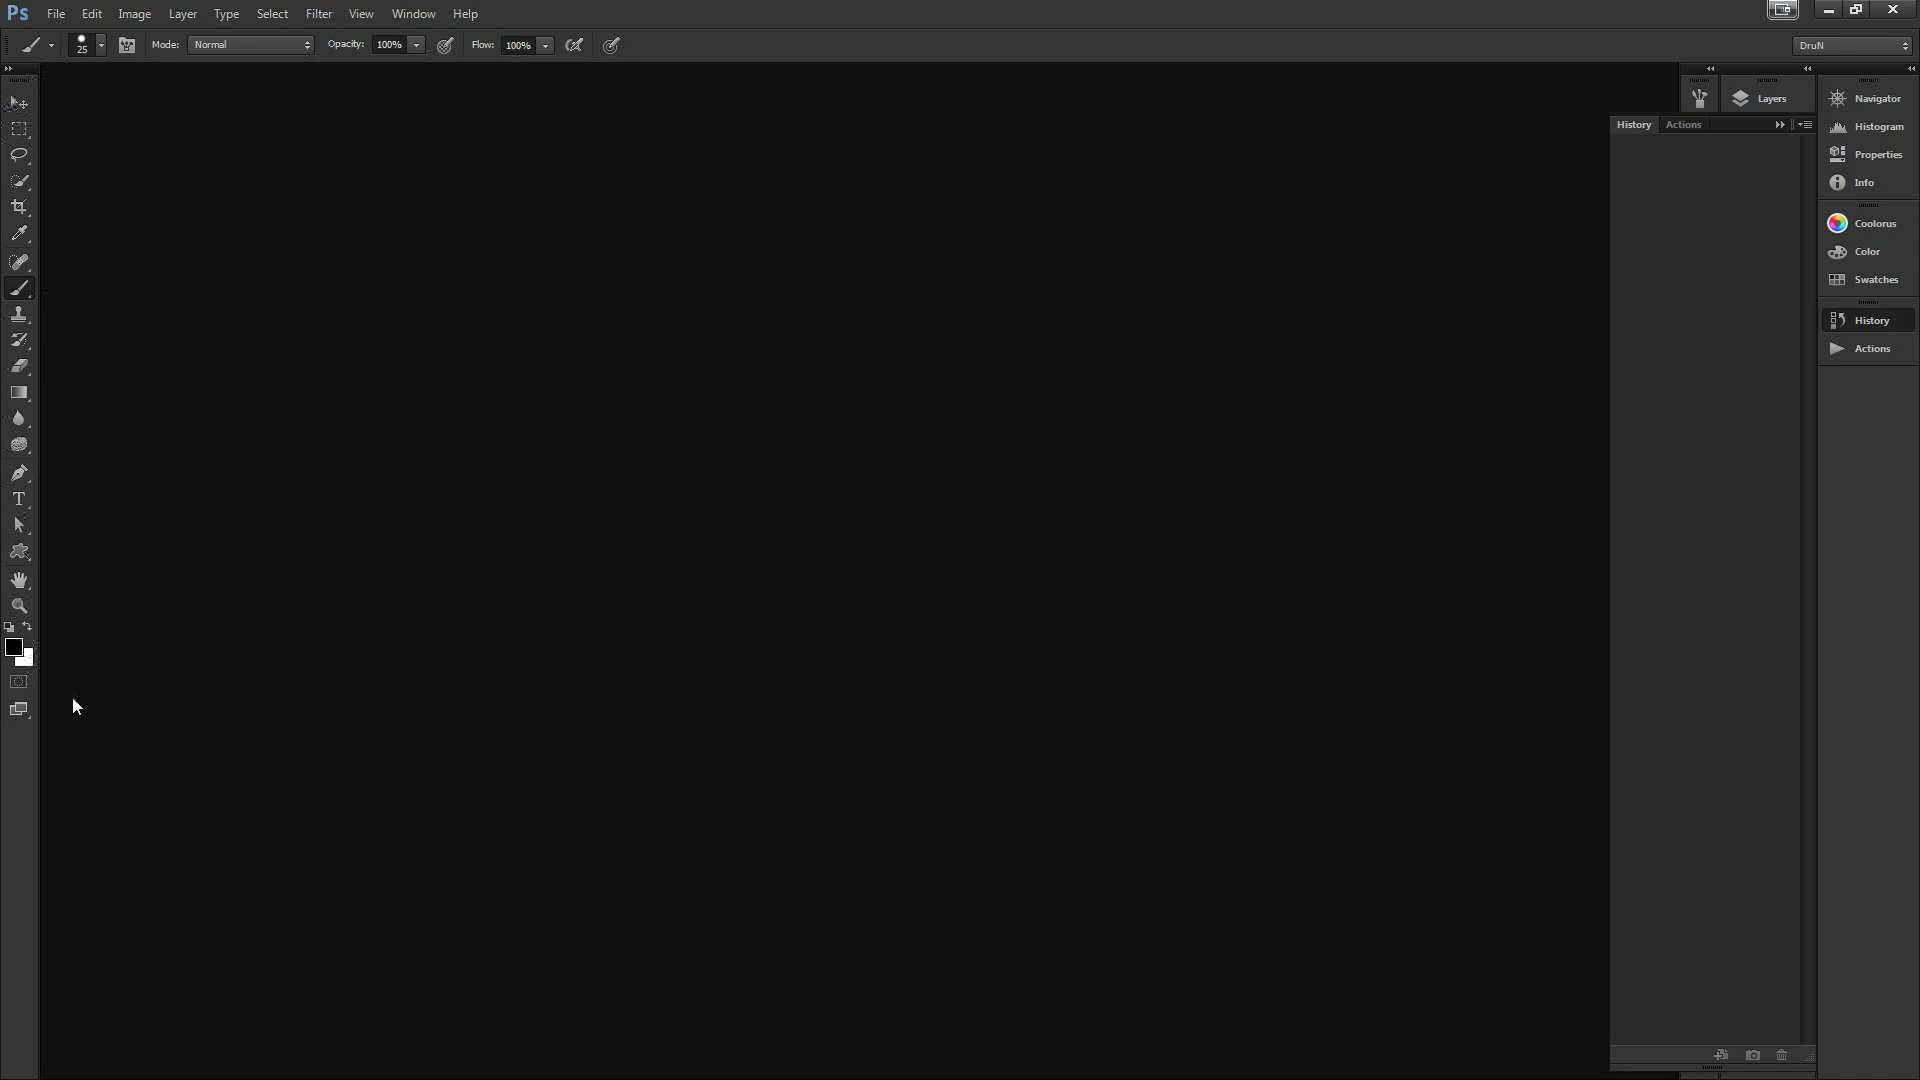 Ps File Edit Image Layer Type Select Filter View Window Help
25 Mode: Normal Opacity: 100% Flow: 100% DruN
Layers
Navigator
History Actions
Histogram
Properties
Info
Coolorus
Color
Swatches
History
Actions
T